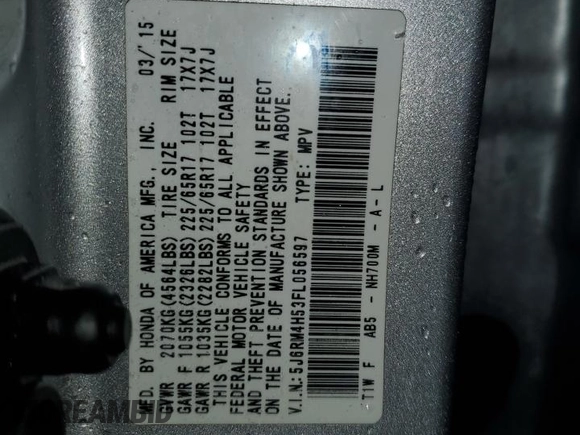 MFD. BY HONDA OF AMERICA MFG., INC. 03/'15
GVWR 2070KG(4564LBS) TIRE SIZE RIM SIZE
GAWR F 1055KG(2326LBS) 225/65R17 102T 17X7J
GAWR R 1035KG(2282LBS) 225/65R17 102T 17X7J
THIS VEHICLE CONFORMS TO ALL APPLICABLE
FEDERAL MOTOR VEHICLE SAFETY
AND THEFT PREVENTION STANDARDS IN EFFECT
ON THE DATE OF MANUFACTURE SHOWN ABOVE.
V.I.N.: 5J6RM4H53FL056597 TYPE: MPV
T1W F AB5 - NH700M - A - L
DREAMBID